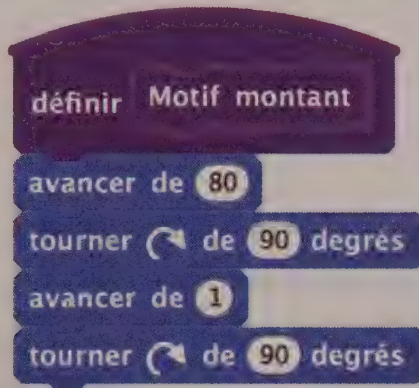 définir Motif montant
avancer de 80
tourner de 90 degrés
avancer de 1
tourner de 90 degrés